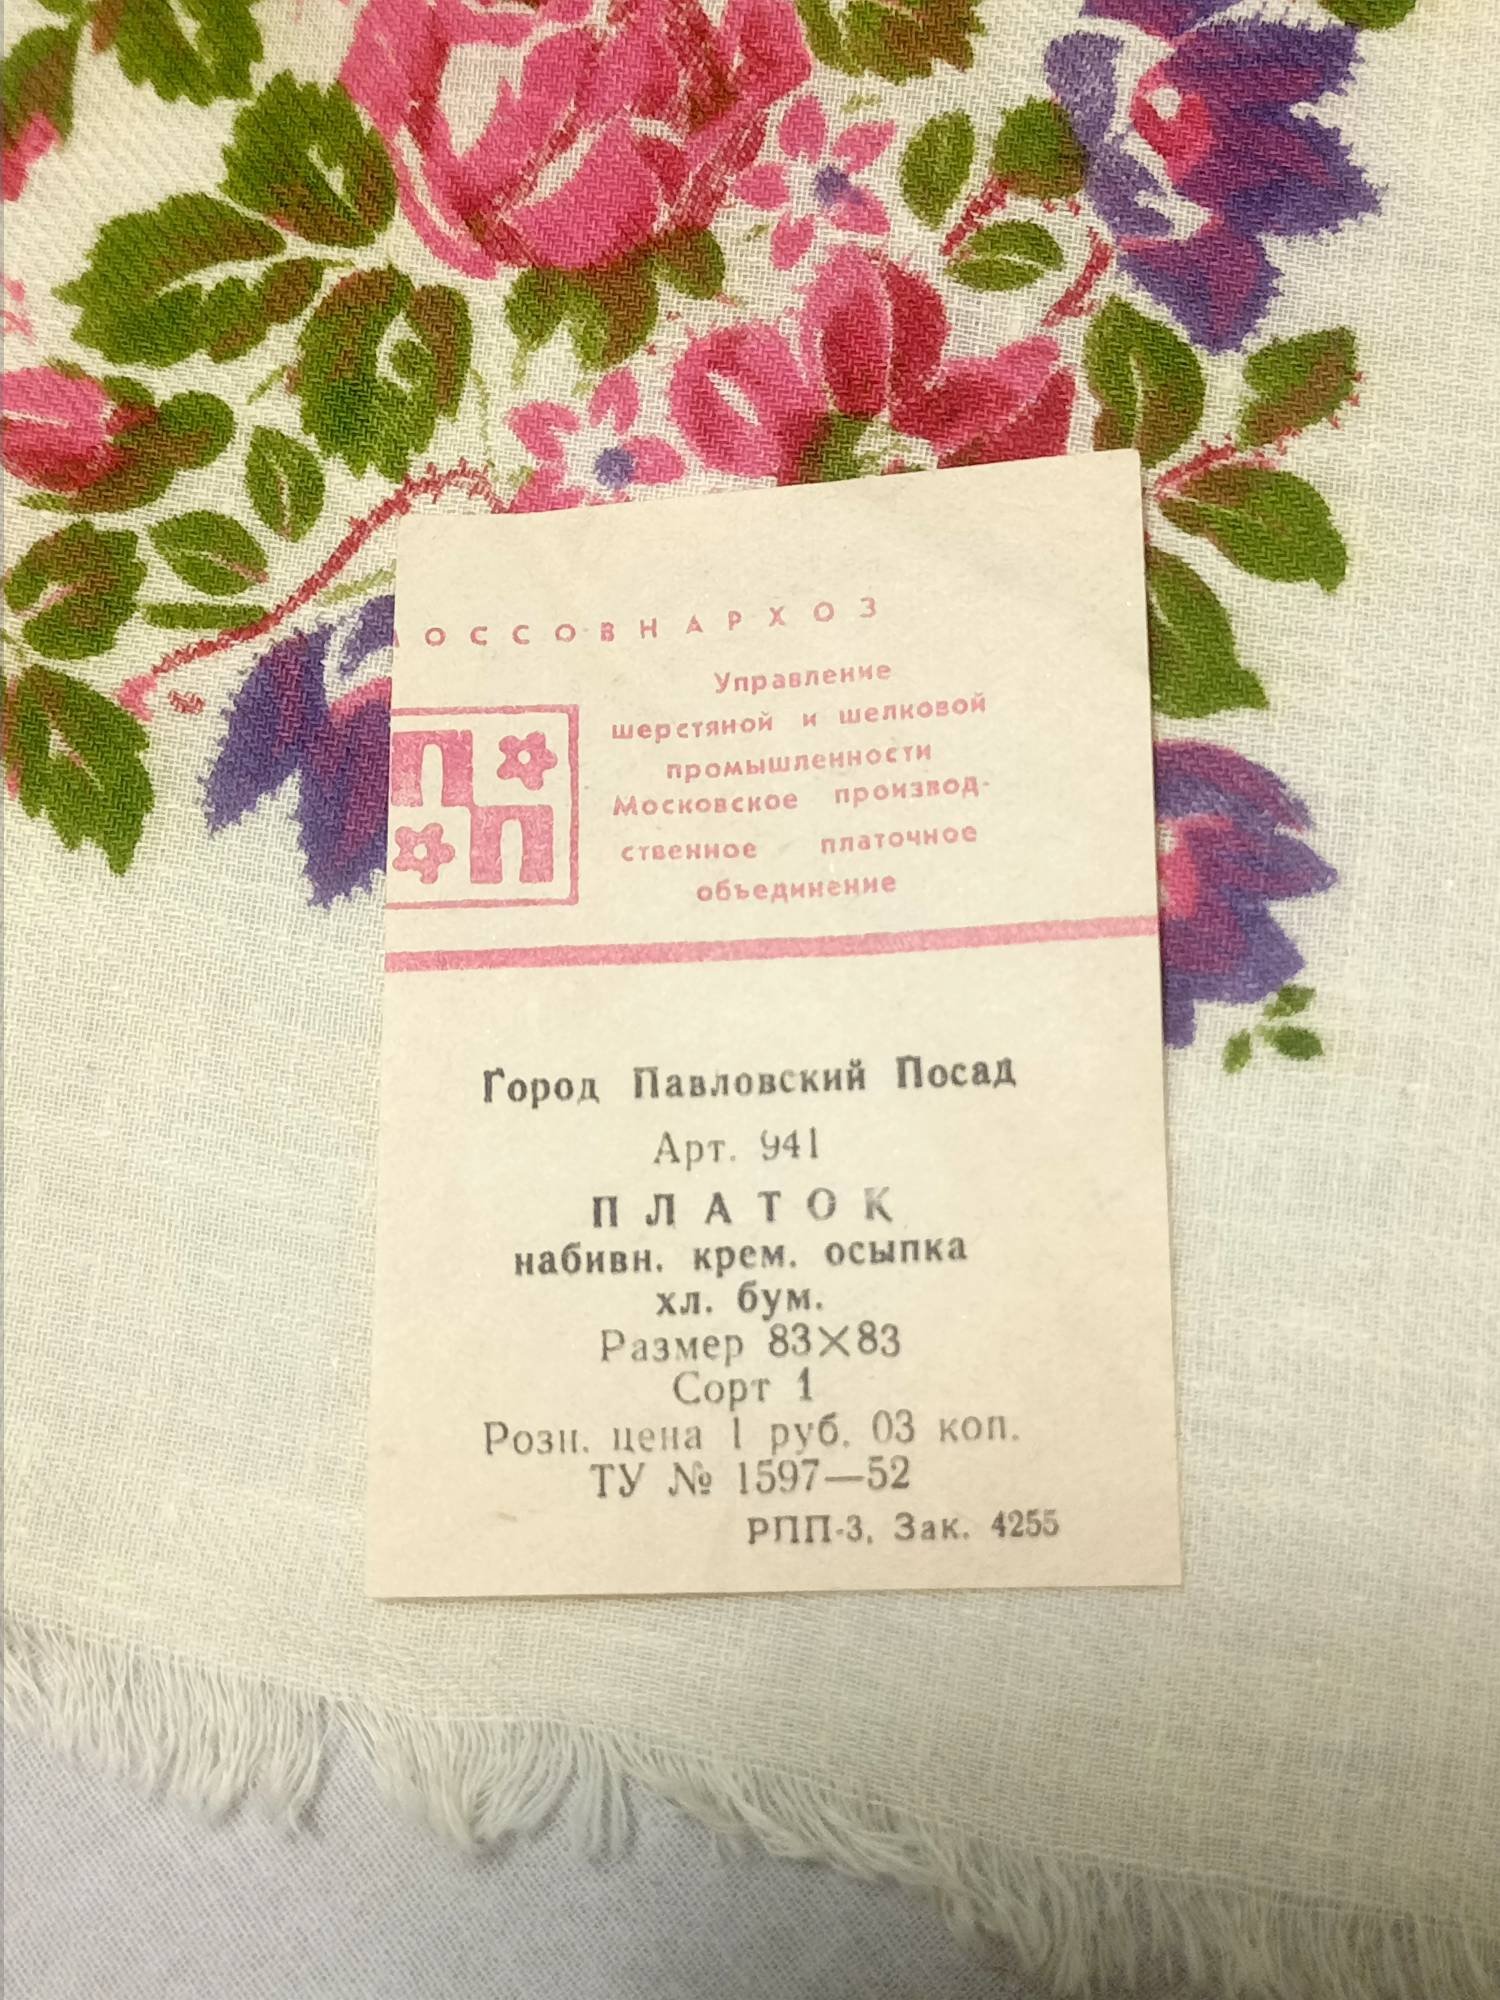 МОССОВНАРХОЗ
Управление
шерстяной и шелковой
промышленности
Московское производ-
ственное платочное
объединение
ПП
Город Павловский Посад
Арт. 941
ПЛАТОК
набивн. крем. осыпка
хл. бум.
Размер 83×83
Сорт 1
Розн. цена 1 руб. 03 коп.
ТУ № 1597—52
РПП-3, Зак. 4255